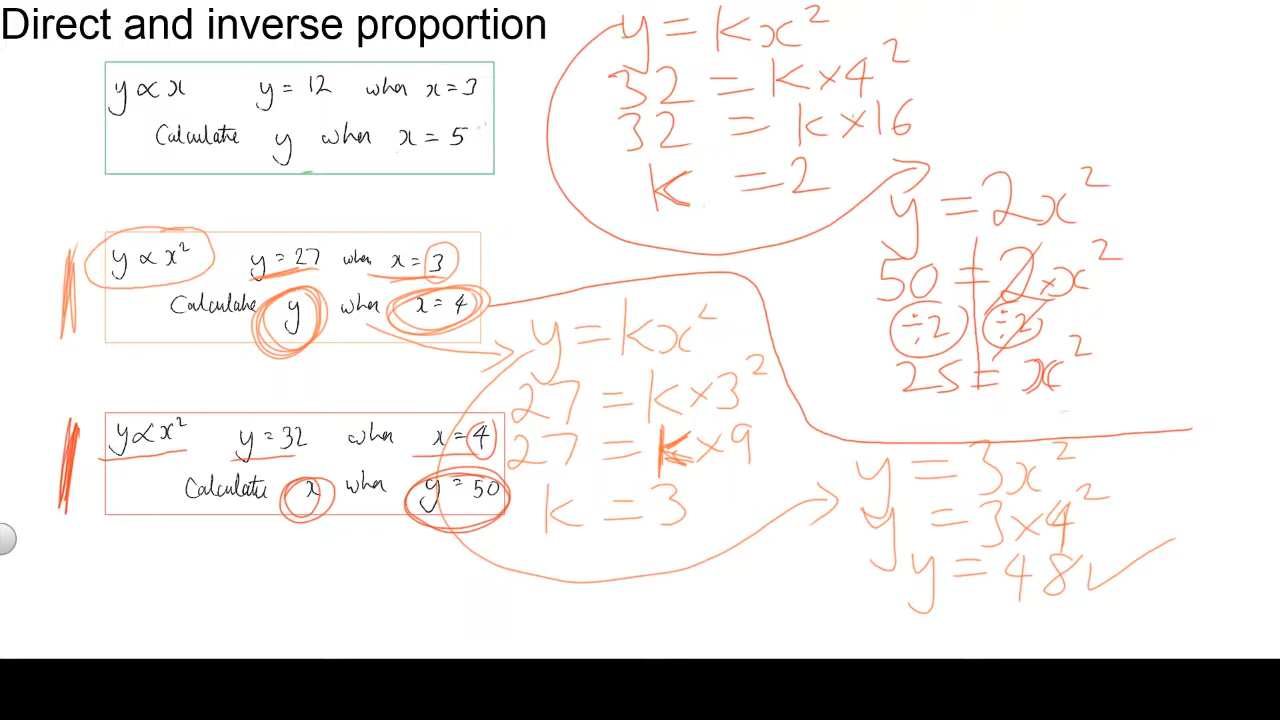 Direct and inverse proportion
y ∝ x y = 12 when x = 3
Calculate y when x = 5
y ∝ x² y = 27 when x = 3
Calculate y when x = 4
y ∝ x² y = 32 when x = 4
Calculate x when y = 50
y = kx²
27 = k × 3²
27 = k × 9
k = 3
y = 3x²
y = 3 × 4²
y = 48 ✓
y = kx²
32 = k × 4²
32 = k × 16
k = 2
y = 2x²
50 = 2 × x²
÷2 ÷2
25 = x²